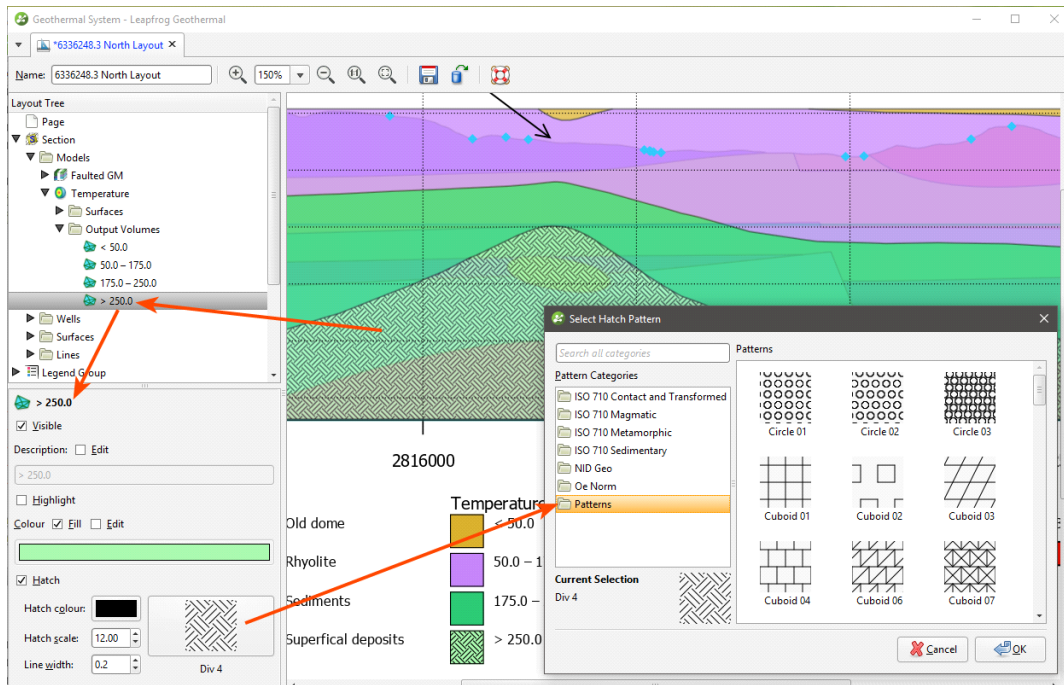 Geothermal System - Leapfrog Geothermal
*6336248.3 North Layout
Name: 6336248.3 North Layout
150%
Layout Tree
Page
Section
Models
Faulted GM
Temperature
Surfaces
Output Volumes
< 50.0
50.0 – 175.0
175.0 – 250.0
> 250.0
Wells
Surfaces
Lines
Legend Group
> 250.0
Visible
Description: Edit
> 250.0
Highlight
Colour Fill Edit
Hatch
Hatch colour:
Hatch scale: 12.00
Line width: 0.2
Div 4
2816000
Temperature
Old dome < 50.0
Rhyolite 50.0 – 1
Sediments 175.0 –
Superfical deposits > 250.0
Select Hatch Pattern
Search all categories
Pattern Categories
ISO 710 Contact and Transformed
ISO 710 Magmatic
ISO 710 Metamorphic
ISO 710 Sedimentary
NID Geo
Oe Norm
Patterns
Current Selection
Div 4
Patterns
Circle 01 Circle 02 Circle 03
Cuboid 01 Cuboid 02 Cuboid 03
Cuboid 04 Cuboid 06 Cuboid 07
Cancel OK